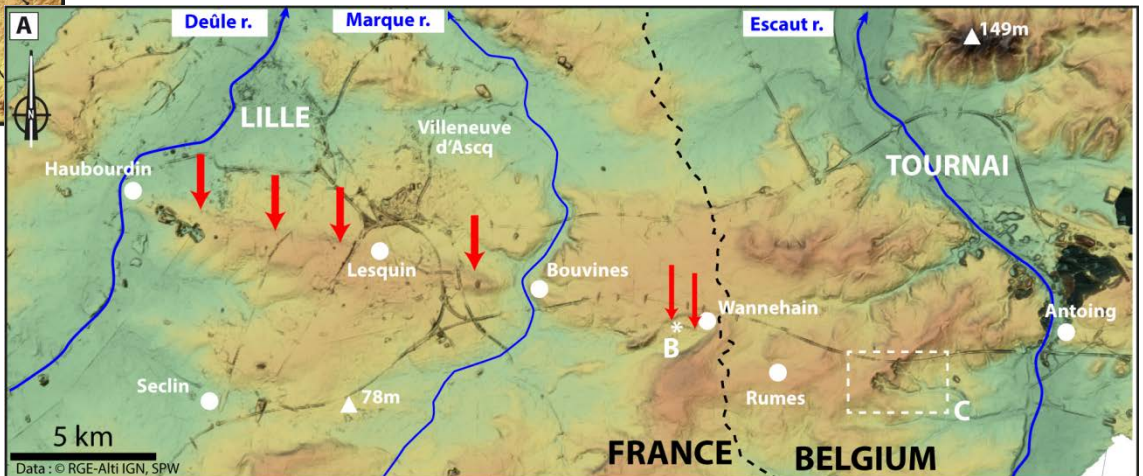 A
Deûle r.
Marque r.
Escaut r.
149m
N
LILLE
Villeneuve
d'Ascq
Haubourdin
TOURNAI
Lesquin
Bouvines
Wannehain
Antoing
B
Seclin
78m
Rumes
C
5 km
FRANCE
BELGIUM
Data : © RGE-Alti IGN, SPW